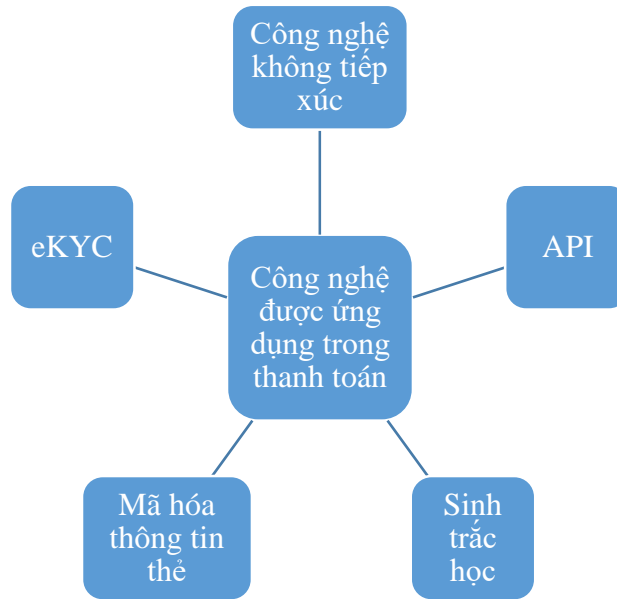 Công nghệ
không tiếp
xúc
eKYC
API
Công nghệ
được ứng
dụng trong
thanh toán
Mã hóa
thông tin
thẻ
Sinh
trắc
học